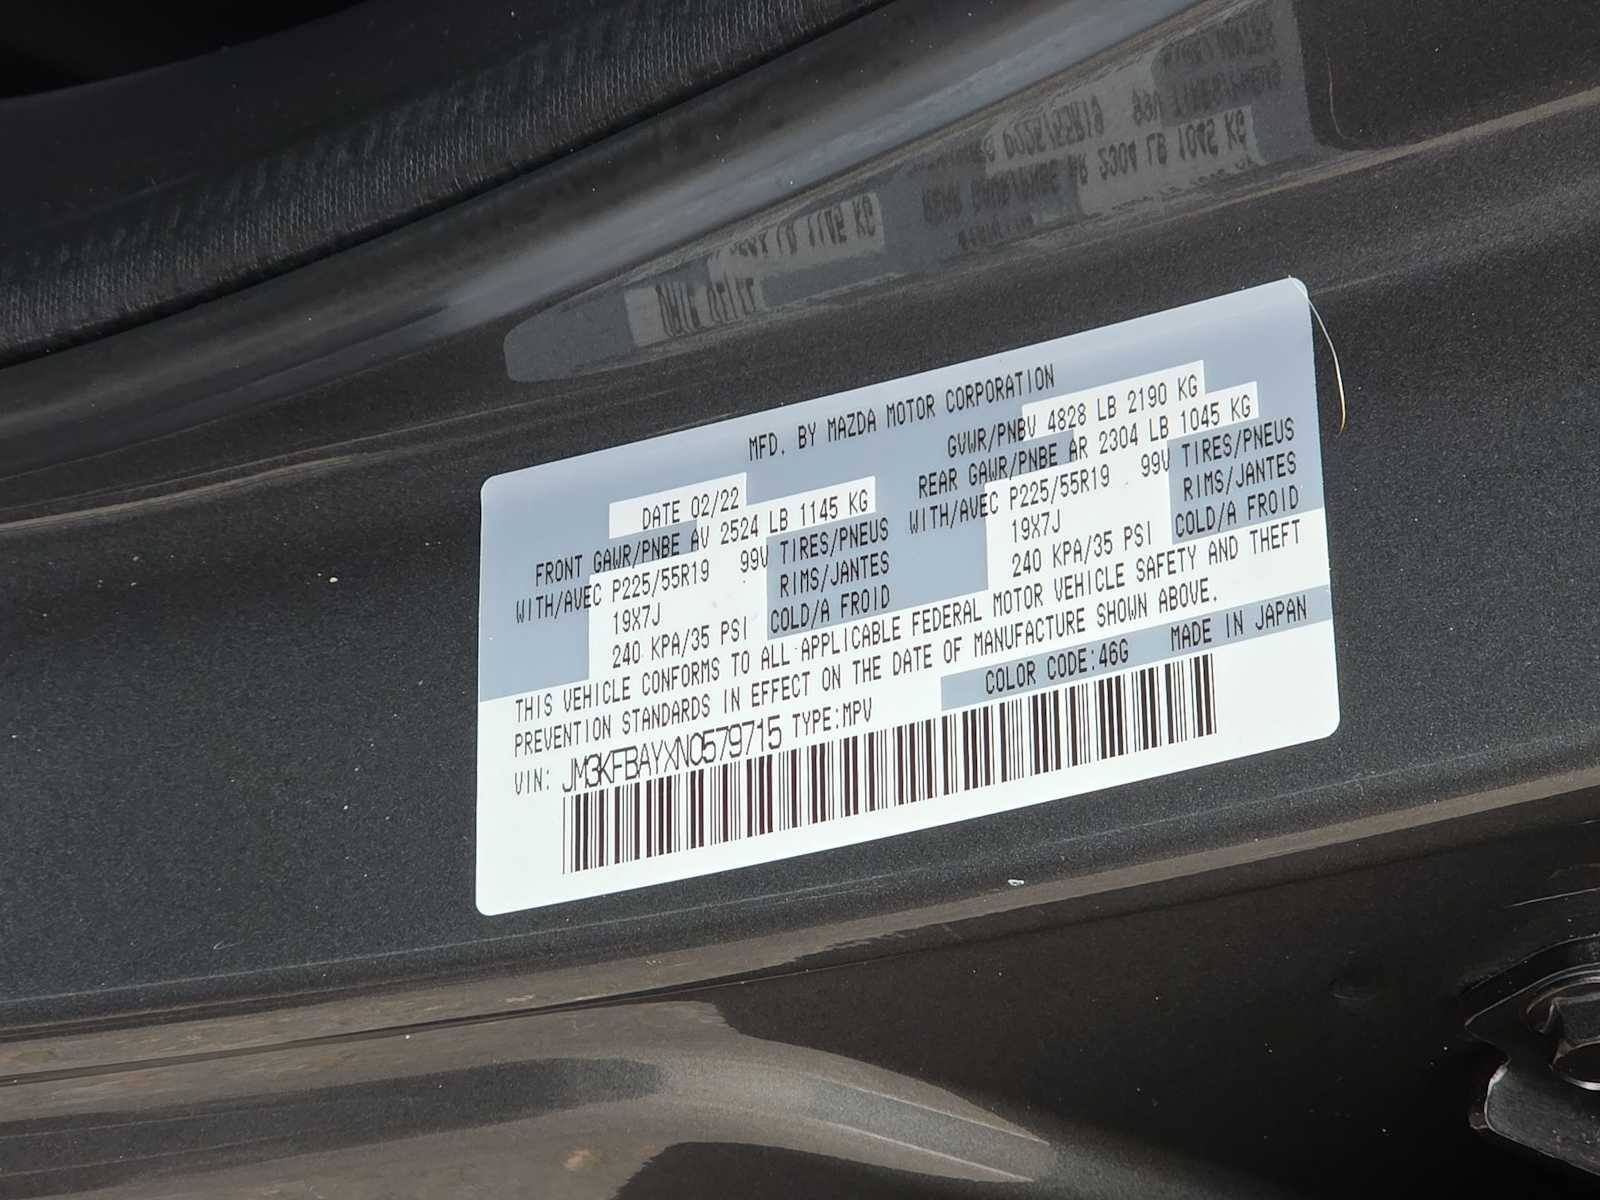 MFD. BY MAZDA MOTOR CORPORATION
DATE 02/22 GVWR/PNBV 4828 LB 2190 KG
FRONT GAWR/PNBE AV 2524 LB 1145 KG REAR GAWR/PNBE AR 2304 LB 1045 KG
WITH/AVEC P225/55R19 99V TIRES/PNEUS WITH/AVEC P225/55R19 99V TIRES/PNEUS
19X7J RIMS/JANTES 19X7J RIMS/JANTES
240 KPA/35 PSI COLD/A FROID 240 KPA/35 PSI COLD/A FROID
THIS VEHICLE CONFORMS TO ALL APPLICABLE FEDERAL MOTOR VEHICLE SAFETY AND THEFT
PREVENTION STANDARDS IN EFFECT ON THE DATE OF MANUFACTURE SHOWN ABOVE.
VIN: JM3KFBAYXN0579715 TYPE:MPV COLOR CODE:46G MADE IN JAPAN